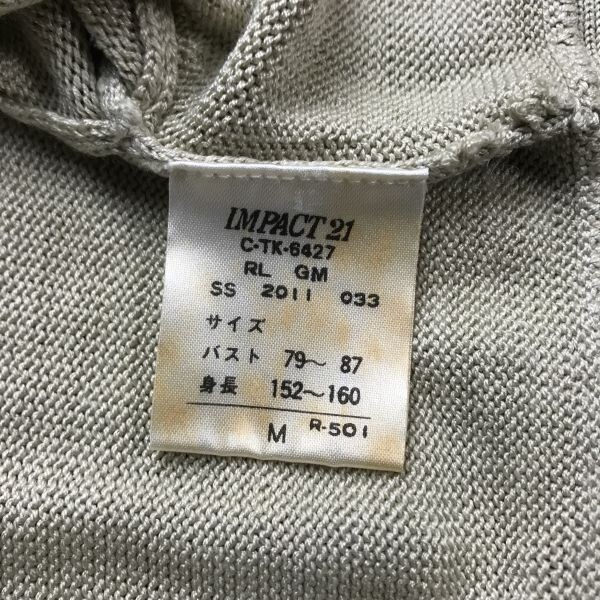 IMPACT 21
C-TK-6427
RL GM
SS 2011 033
サイズ
バスト 79〜 87
身長 152〜160
M R-501